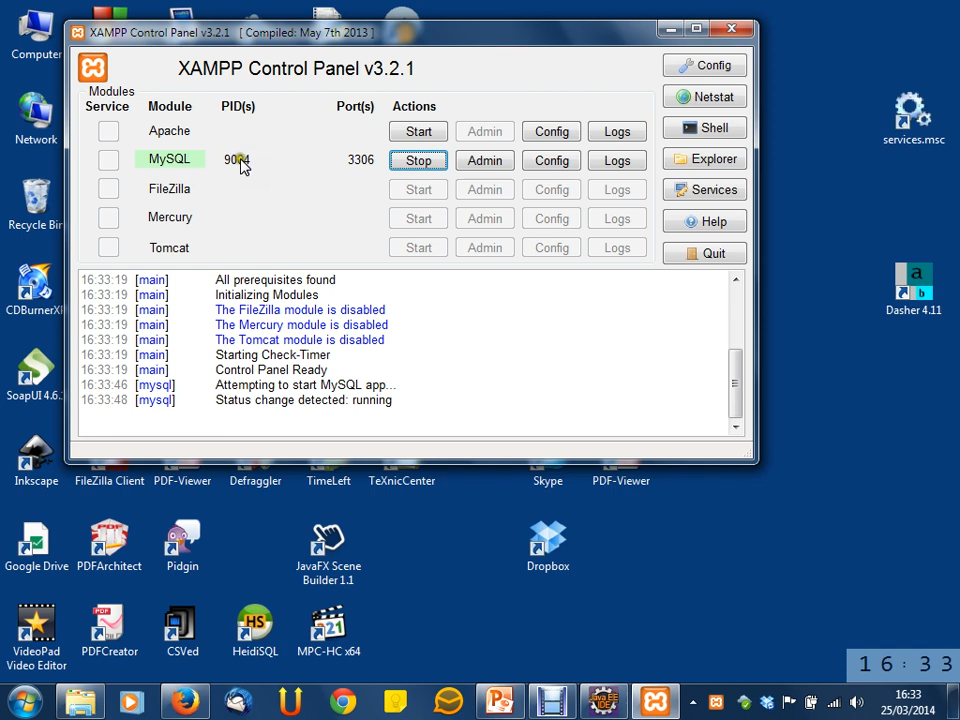 XAMPP Control Panel v3.2.1 [ Compiled: May 7th 2013 ]
XAMPP Control Panel v3.2.1
Config
Modules
Service Module PID(s) Port(s) Actions
Netstat
Apache Start Admin Config Logs
Shell
MySQL 3306 Stop Admin Config Logs
Explorer
FileZilla Start Admin Config Logs
Services
Mercury Start Admin Config Logs
Help
Tomcat Start Admin Config Logs
Quit
16:33:19 [main] All prerequisites found
16:33:19 [main] Initializing Modules
16:33:19 [main] The FileZilla module is disabled
16:33:19 [main] The Mercury module is disabled
16:33:19 [main] The Tomcat module is disabled
16:33:19 [main] Starting Check-Timer
16:33:19 [main] Control Panel Ready
16:33:46 [mysql] Attempting to start MySQL app...
16:33:48 [mysql] Status change detected: running
Computer
Network
Recycle Bin
CDBurnerXP
SoapUI 4.6.
services.msc
a
b
Dasher 4.11
Inkscape
FileZilla Client
PDF-Viewer
Defraggler
TimeLeft
TeXnicCenter
Skype
PDF-Viewer
Google Drive
PDFArchitect
Pidgin
JavaFX Scene
Builder 1.1
Dropbox
VideoPad
Video Editor
PDFCreator
CSVed
HS
HeidiSQL
MPC-HC x64
16:33
Java EE
IDE
16:33
25/03/2014